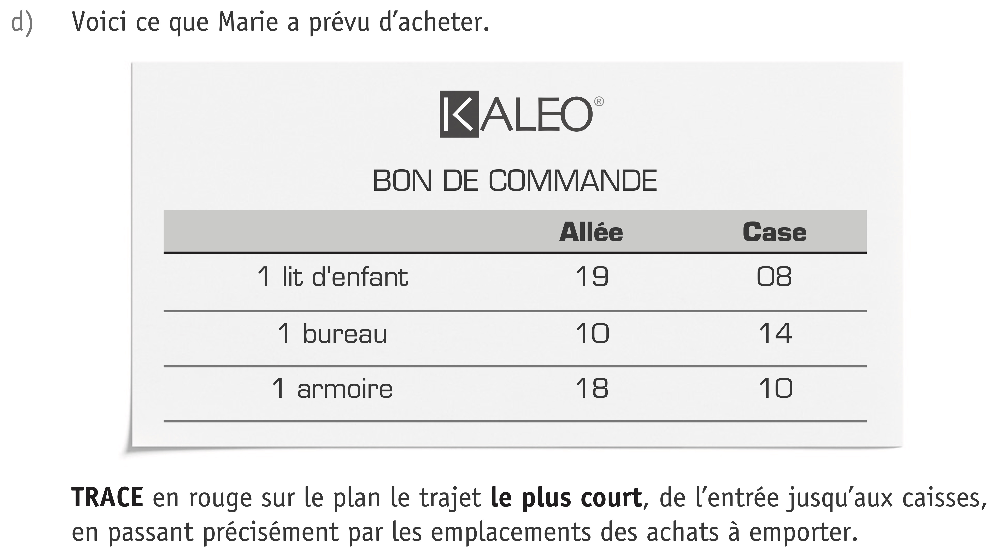 d) Voici ce que Marie a prévu d’acheter.
KALEO®
BON DE COMMANDE
Allée Case
1 lit d'enfant 19 08
1 bureau 10 14
1 armoire 18 10
TRACE en rouge sur le plan le trajet le plus court, de l’entrée jusqu’aux caisses,
en passant précisément par les emplacements des achats à emporter.